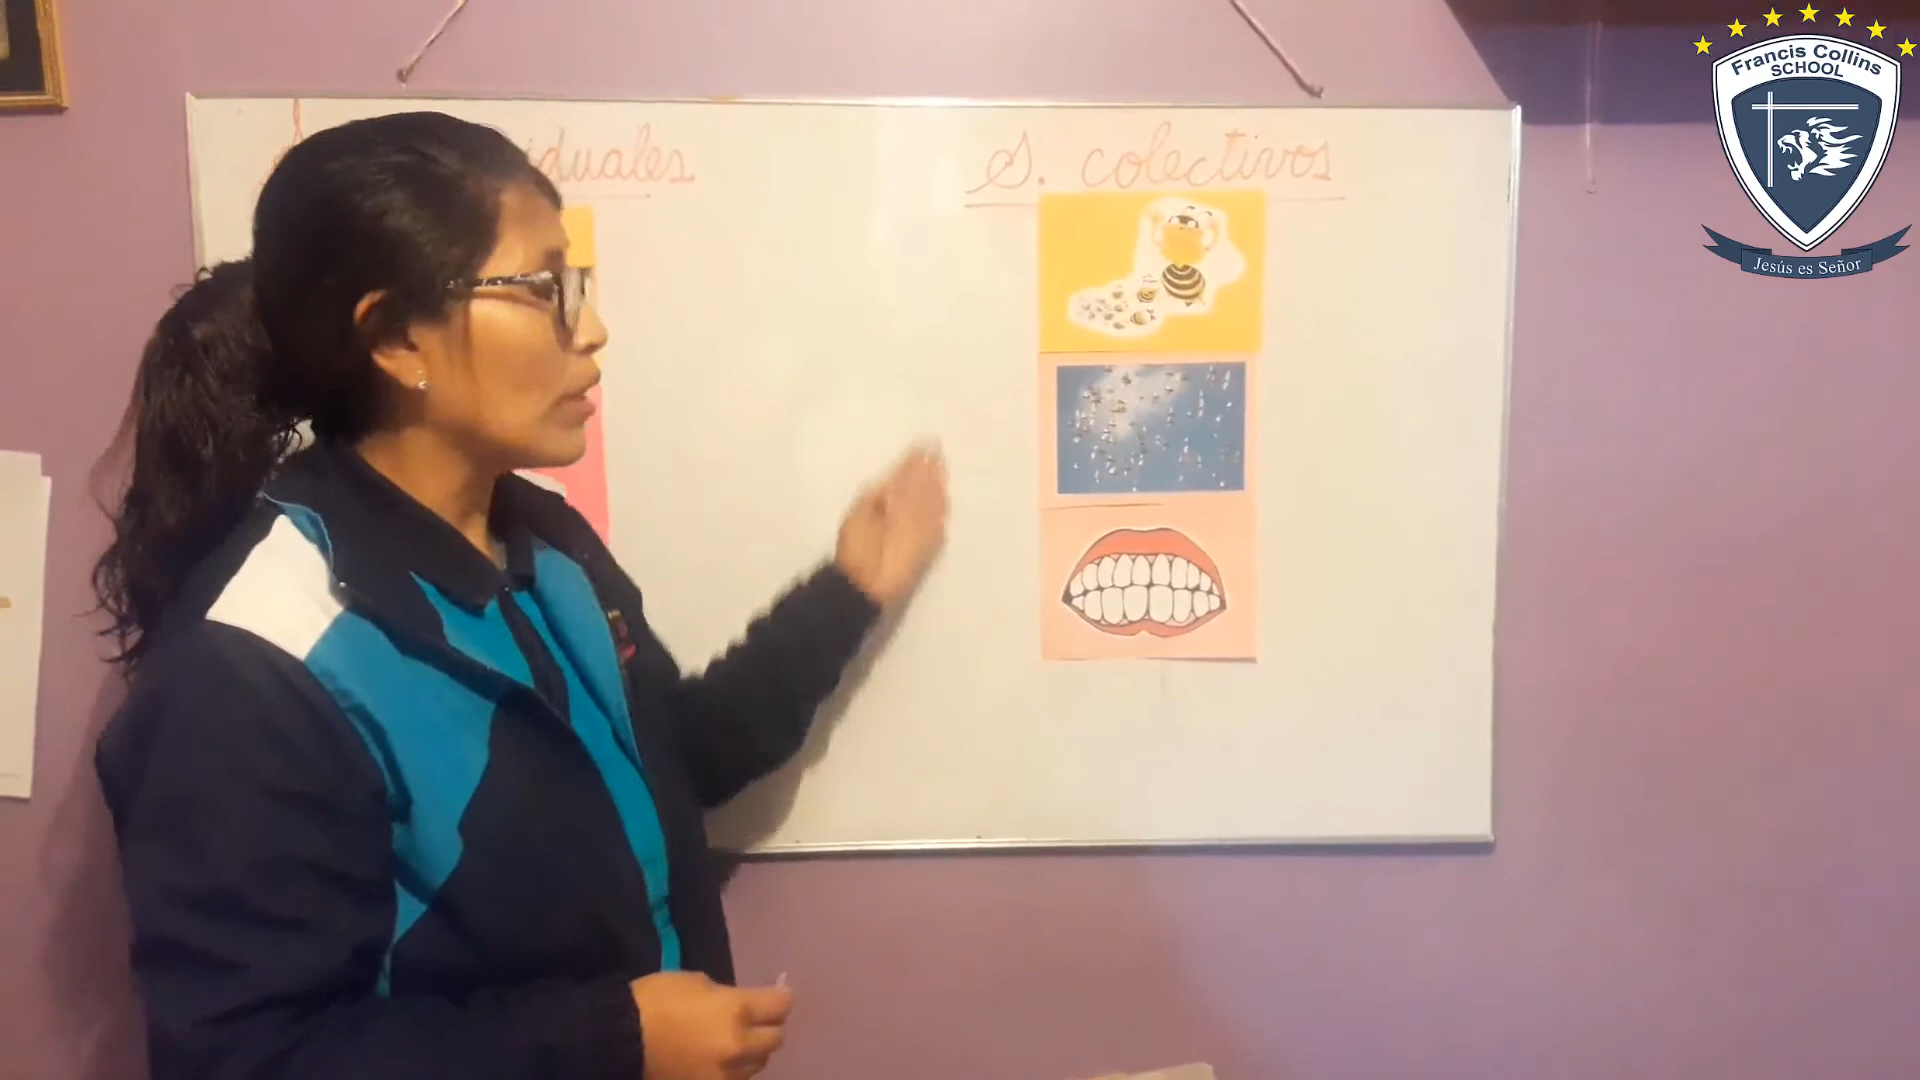 iduales
S. colectivos
Francis Collins
SCHOOL
Jesús es Señor